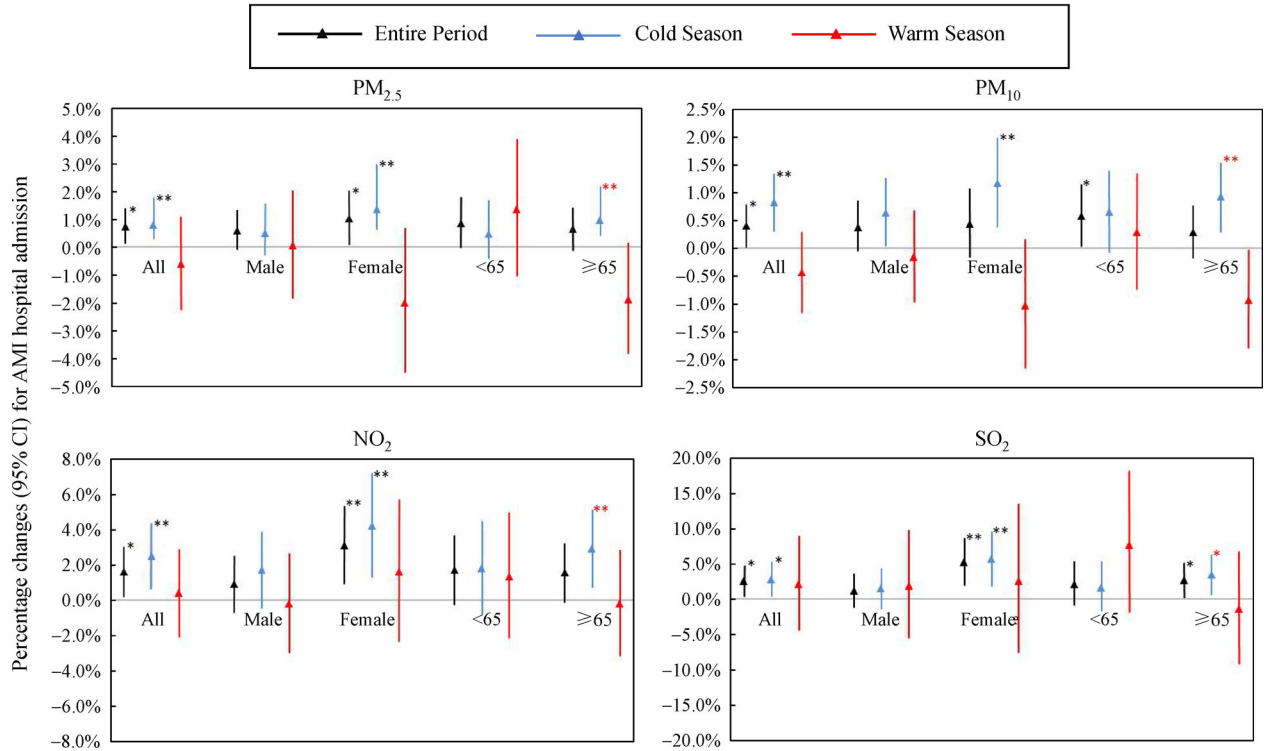 Entire Period Cold Season Warm Season
Percentage changes (95% CI) for AMI hospital admission
PM2.5
5.0%
4.0%
3.0%
2.0%
1.0%
0.0%
−1.0%
−2.0%
−3.0%
−4.0%
−5.0%
* ** * ** **
All Male Female <65 ≥65
PM10
2.5%
2.0%
1.5%
1.0%
0.5%
0.0%
−0.5%
−1.0%
−1.5%
−2.0%
−2.5%
* ** ** * **
All Male Female <65 ≥65
NO2
8.0%
6.0%
4.0%
2.0%
0.0%
−2.0%
−4.0%
−6.0%
−8.0%
* ** ** ** **
All Male Female <65 ≥65
SO2
20.0%
15.0%
10.0%
5.0%
0.0%
−5.0%
−10.0%
−15.0%
−20.0%
* * ** ** * *
All Male Female <65 ≥65